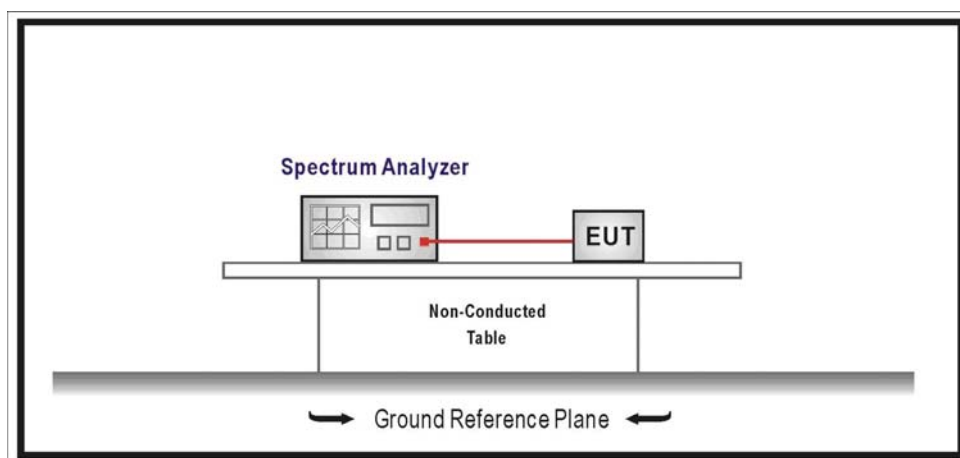 Spectrum Analyzer
EUT
Non-Conducted
Table
Ground Reference Plane